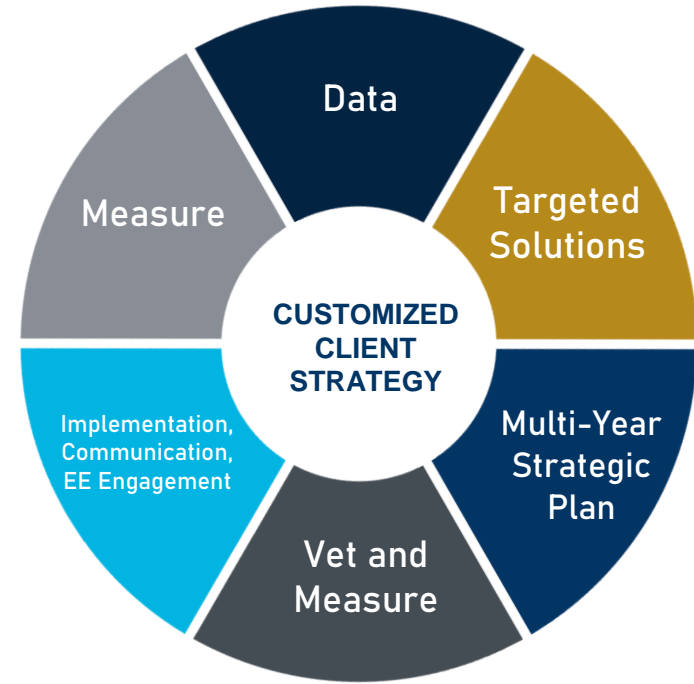 Data
Targeted
Solutions
Multi-Year
Strategic
Plan
Vet and
Measure
Implementation,
Communication,
EE Engagement
Measure
CUSTOMIZED
CLIENT
STRATEGY